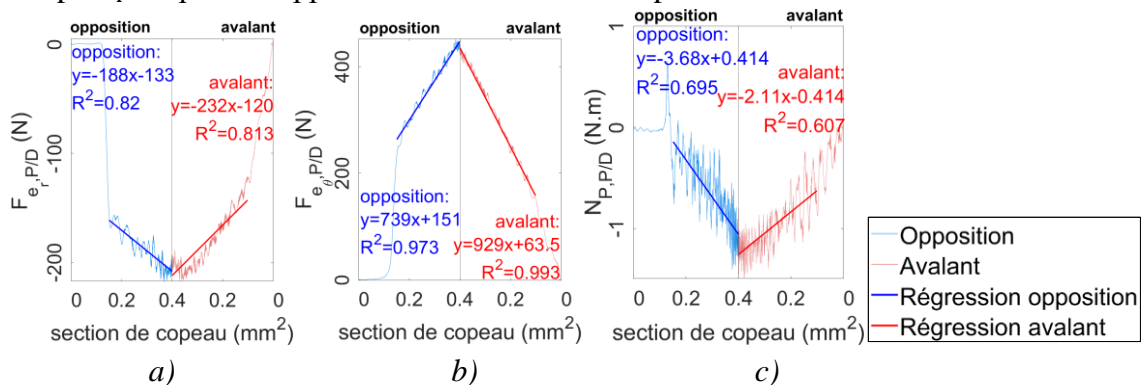 opposition avalant
0
-100
-200
F_{e_r,P/D} (N)
opposition:
y=-188x-133
R²=0.82
avalant:
y=-232x-120
R²=0.813
0 0.2 0.4 0.2 0
section de copeau (mm²)
a)
opposition avalant
400
200
0
F_{e_θ,P/D} (N)
opposition:
y=739x+151
R²=0.973
avalant:
y=929x+63.5
R²=0.993
0 0.2 0.4 0.2 0
section de copeau (mm²)
b)
opposition avalant
1
0
-1
N_{P,P/D} (N.m)
opposition:
y=-3.68x+0.414
R²=0.695
avalant:
y=-2.11x-0.414
R²=0.607
0 0.2 0.4 0.2 0
section de copeau (mm²)
c)
Opposition
Avalant
Régression opposition
Régression avalant